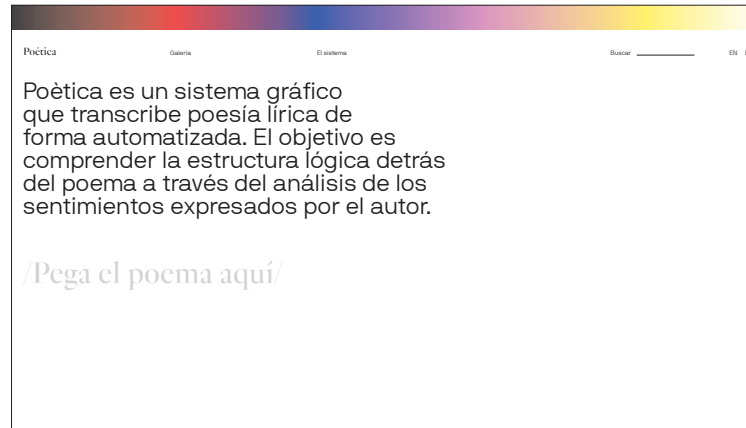 Poética
Galería
El sistema
Buscar
EN
Poètica es un sistema gráfico
que transcribe poesía lírica de
forma automatizada. El objetivo es
comprender la estructura lógica detrás
del poema a través del análisis de los
sentimientos expresados por el autor.
/Pega el poema aquí/